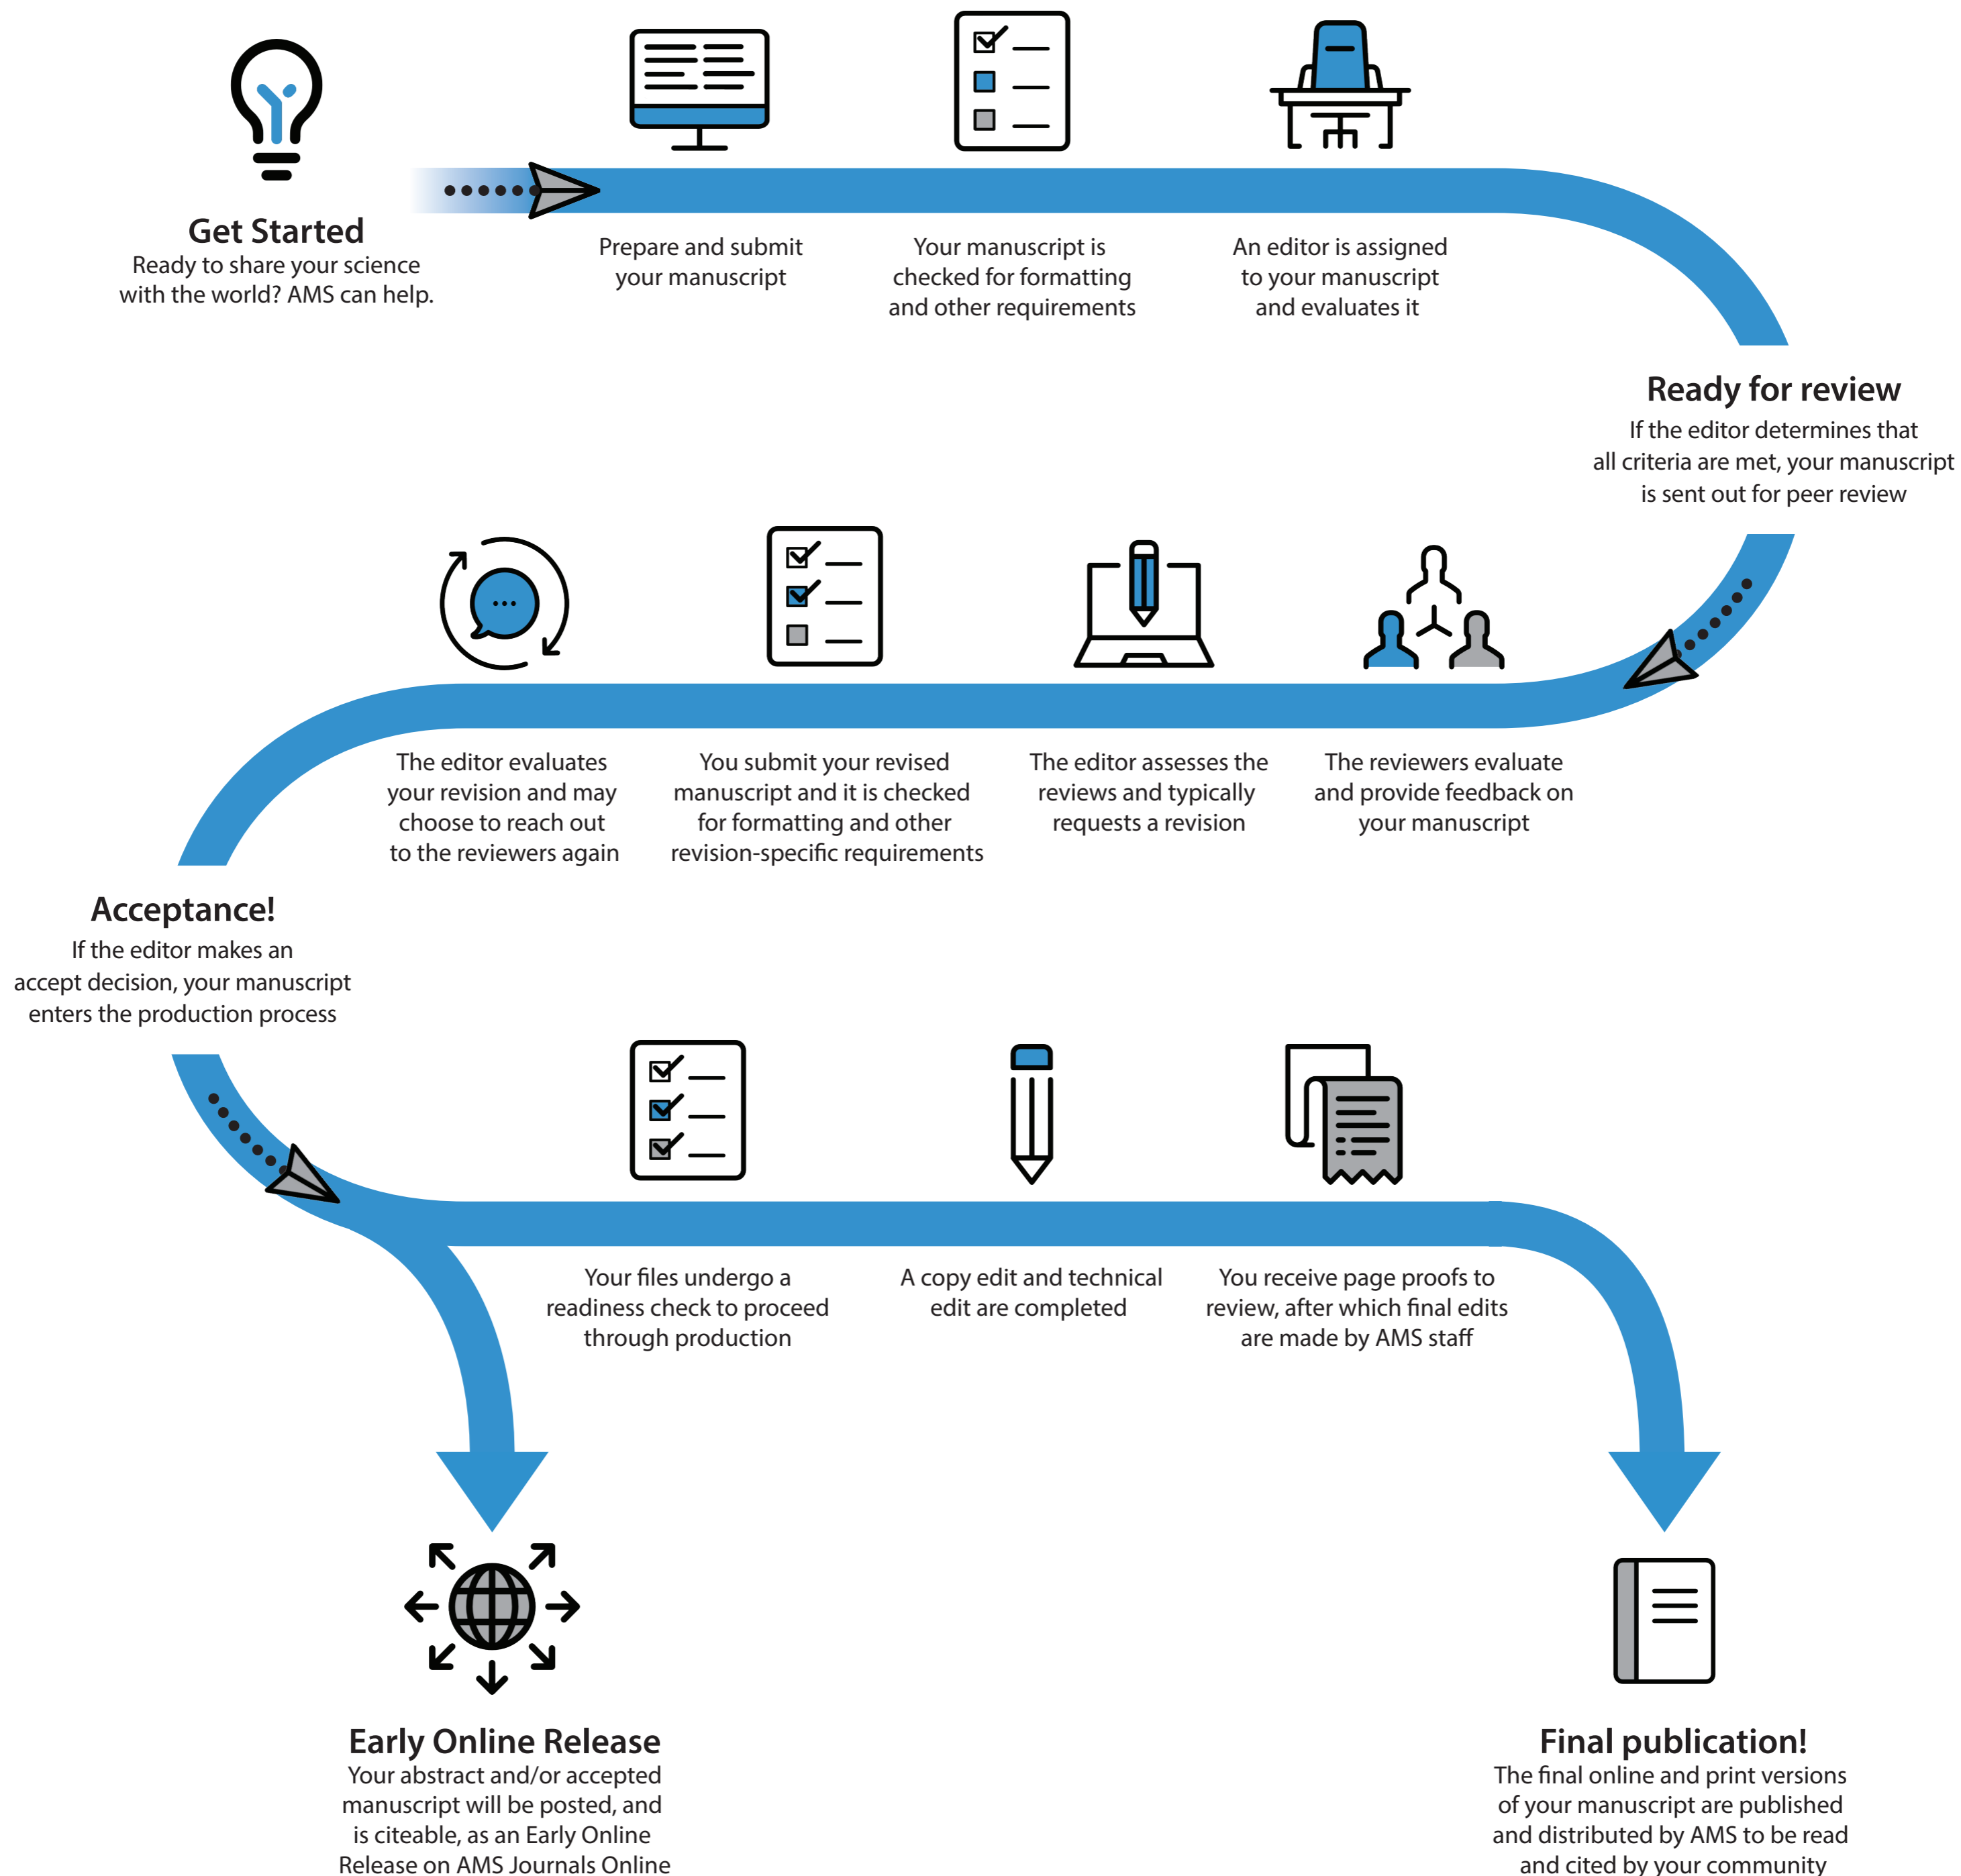 Get Started
Ready to share your science
with the world? AMS can help.
Prepare and submit
your manuscript
Your manuscript is
checked for formatting
and other requirements
An editor is assigned
to your manuscript
and evaluates it
Ready for review
If the editor determines that
all criteria are met, your manuscript
is sent out for peer review
The reviewers evaluate
and provide feedback on
your manuscript
The editor assesses the
reviews and typically
requests a revision
You submit your revised
manuscript and it is checked
for formatting and other
revision-specific requirements
The editor evaluates
your revision and may
choose to reach out
to the reviewers again
Acceptance!
If the editor makes an
accept decision, your manuscript
enters the production process
Your files undergo a
readiness check to proceed
through production
A copy edit and technical
edit are completed
You receive page proofs to
review, after which final edits
are made by AMS staff
Early Online Release
Your abstract and/or accepted
manuscript will be posted, and
is citeable, as an Early Online
Release on AMS Journals Online
Final publication!
The final online and print versions
of your manuscript are published
and distributed by AMS to be read
and cited by your community